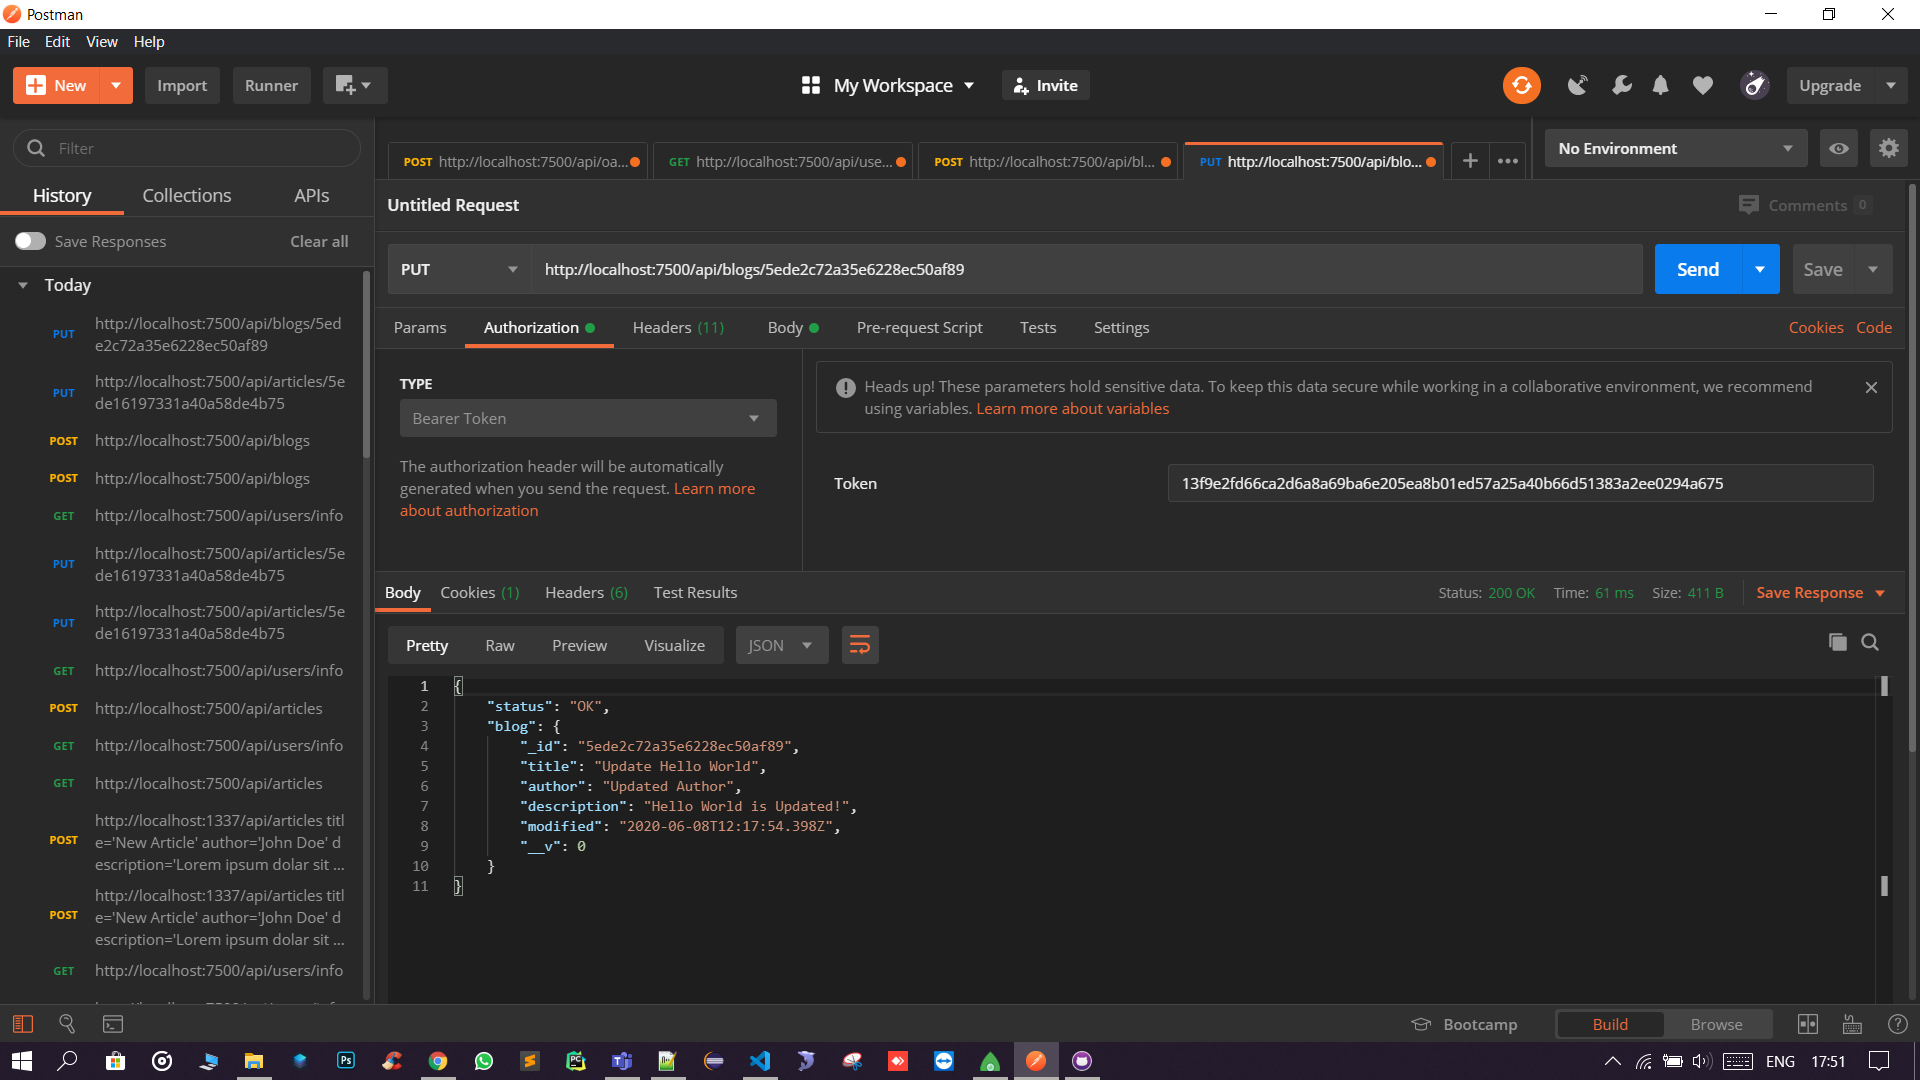 Postman
File Edit View Help
New Import Runner My Workspace Invite Upgrade
Filter
History Collections APIs
Save Responses Clear all
Today
PUT http://localhost:7500/api/blogs/5ed
e2c72a35e6228ec50af89
PUT http://localhost:7500/api/articles/5e
de16197331a40a58de4b75
POST http://localhost:7500/api/blogs
POST http://localhost:7500/api/blogs
GET http://localhost:7500/api/users/info
PUT http://localhost:7500/api/articles/5e
de16197331a40a58de4b75
PUT http://localhost:7500/api/articles/5e
de16197331a40a58de4b75
GET http://localhost:7500/api/users/info
POST http://localhost:7500/api/articles
GET http://localhost:7500/api/users/info
GET http://localhost:7500/api/articles
POST http://localhost:1337/api/articles titl
e='New Article' author='John Doe' d
escription='Lorem ipsum dolar sit ...
POST http://localhost:1337/api/articles titl
e='New Article' author='John Doe' d
escription='Lorem ipsum dolar sit ...
GET http://localhost:7500/api/users/info
POST http://localhost:7500/api/oa... GET http://localhost:7500/api/use... POST http://localhost:7500/api/bl... PUT http://localhost:7500/api/blo... No Environment
Untitled Request Comments 0
PUT http://localhost:7500/api/blogs/5ede2c72a35e6228ec50af89 Send Save
Params Authorization Headers (11) Body Pre-request Script Tests Settings Cookies Code
TYPE
Bearer Token
The authorization header will be automatically
generated when you send the request. Learn more
about authorization
Heads up! These parameters hold sensitive data. To keep this data secure while working in a collaborative environment, we recommend
using variables. Learn more about variables
Token 13f9e2fd66ca2d6a8a69ba6e205ea8b01ed57a25a40b66d51383a2ee0294a675
Body Cookies (1) Headers (6) Test Results Status: 200 OK Time: 61 ms Size: 411 B Save Response
Pretty Raw Preview Visualize JSON
1 {
2 "status": "OK",
3 "blog": {
4 "_id": "5ede2c72a35e6228ec50af89",
5 "title": "Update Hello World",
6 "author": "Updated Author",
7 "description": "Hello World is Updated!",
8 "modified": "2020-06-08T12:17:54.398Z",
9 "__v": 0
10 }
11 }
Bootcamp Build Browse
Ps PC ENG 17:51